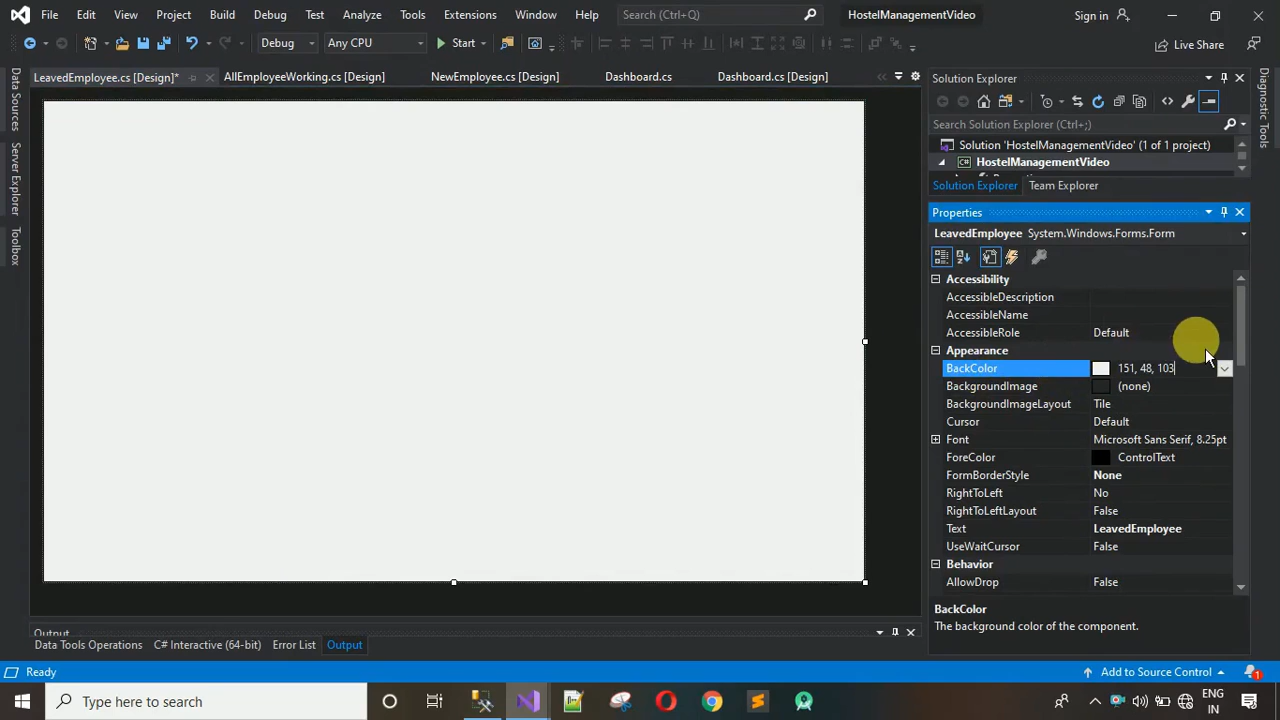 File Edit View Project Build Debug Test Analyze Tools Extensions Window Help Search (Ctrl+Q) HostelManagementVideo Sign in
Debug Any CPU Start Live Share
LeavedEmployee.cs [Design]* AllEmployeeWorking.cs [Design] NewEmployee.cs [Design] Dashboard.cs Dashboard.cs [Design]
Data Sources
Server Explorer
Toolbox
Solution Explorer
Search Solution Explorer (Ctrl+;)
Solution 'HostelManagementVideo' (1 of 1 project)
C# HostelManagementVideo
Solution Explorer Team Explorer
Diagnostic Tools
Properties
LeavedEmployee System.Windows.Forms.Form
Accessibility
AccessibleDescription
AccessibleName
AccessibleRole Default
Appearance
BackColor 151, 48, 103
BackgroundImage (none)
BackgroundImageLayout Tile
Cursor Default
Font Microsoft Sans Serif, 8.25pt
ForeColor ControlText
FormBorderStyle None
RightToLeft No
RightToLeftLayout False
Text LeavedEmployee
UseWaitCursor False
Behavior
AllowDrop False
BackColor
The background color of the component.
Output
Data Tools Operations C# Interactive (64-bit) Error List Output
Ready Add to Source Control 1
Type here to search ENG
IN